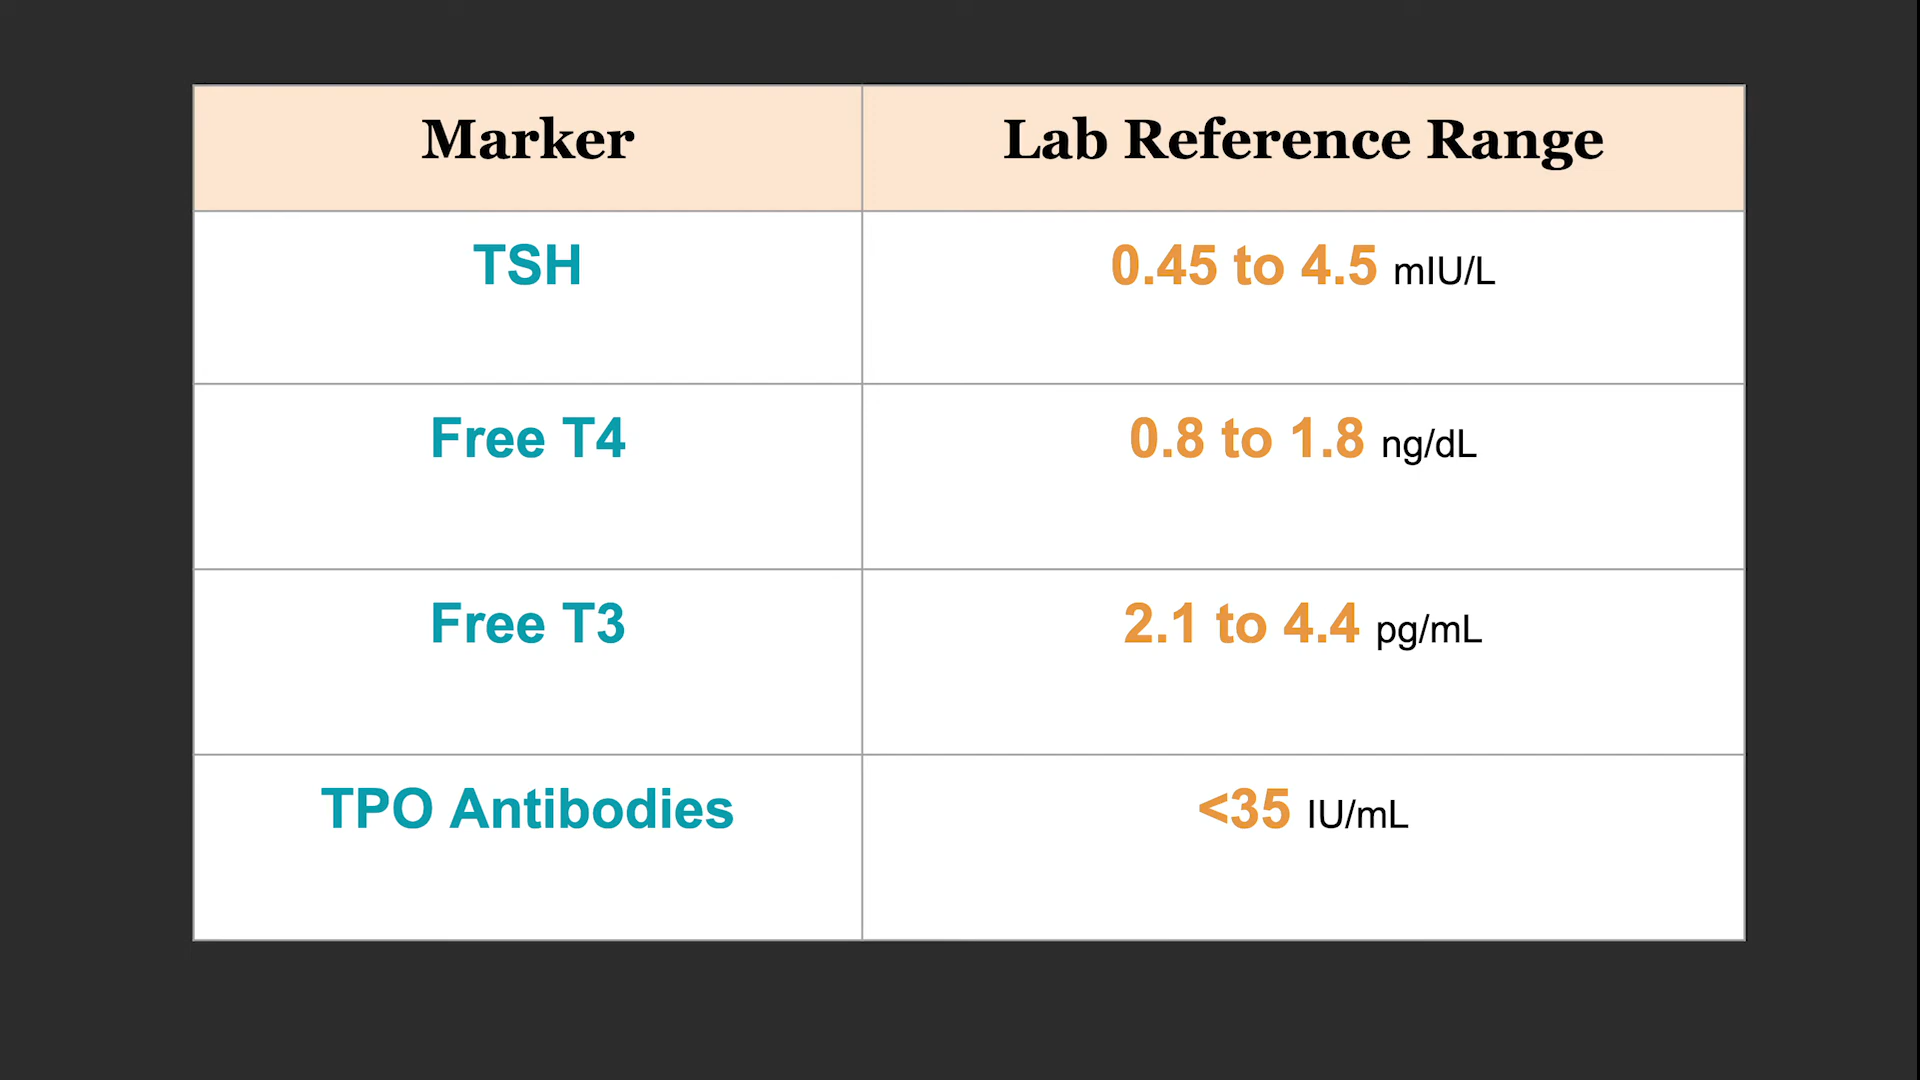 Marker Lab Reference Range
TSH 0.45 to 4.5 mIU/L
Free T4 0.8 to 1.8 ng/dL
Free T3 2.1 to 4.4 pg/mL
TPO Antibodies <35 IU/mL